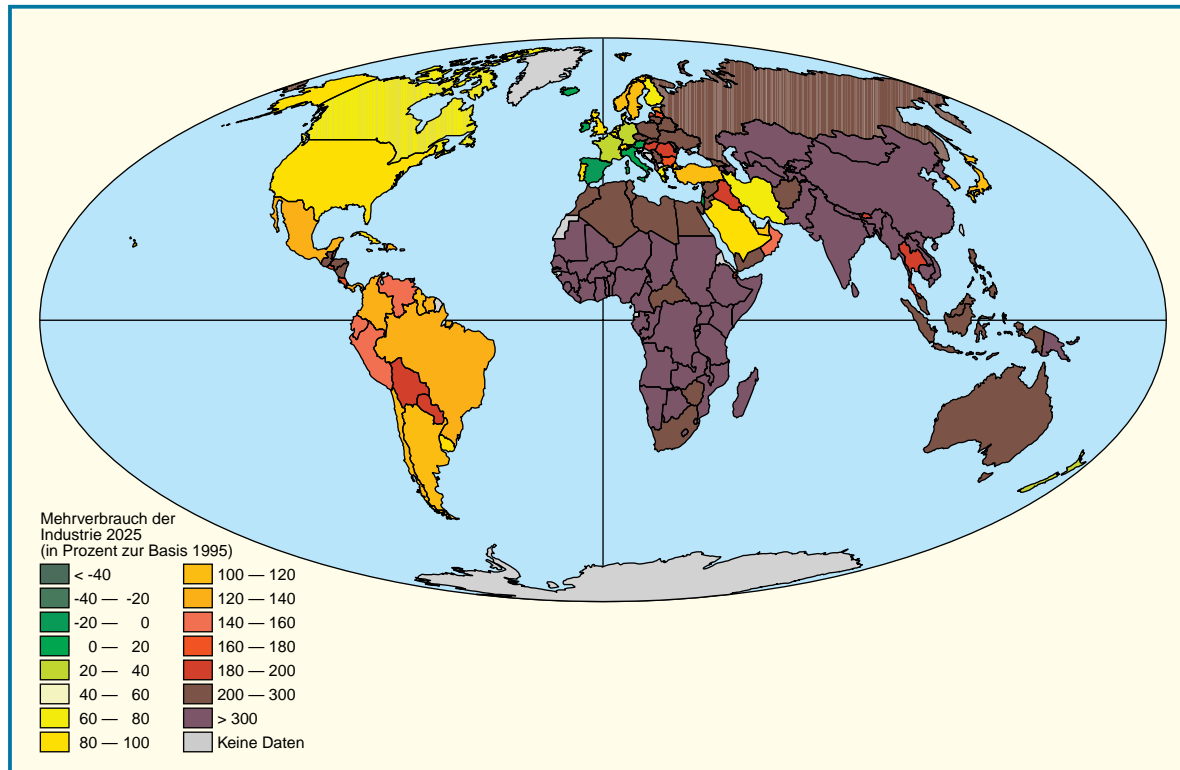 Mehrverbrauch der
Industrie 2025
(in Prozent zur Basis 1995)
< -40
-40 — -20
-20 — 0
0 — 20
20 — 40
40 — 60
60 — 80
80 — 100
100 — 120
120 — 140
140 — 160
160 — 180
180 — 200
200 — 300
> 300
Keine Daten